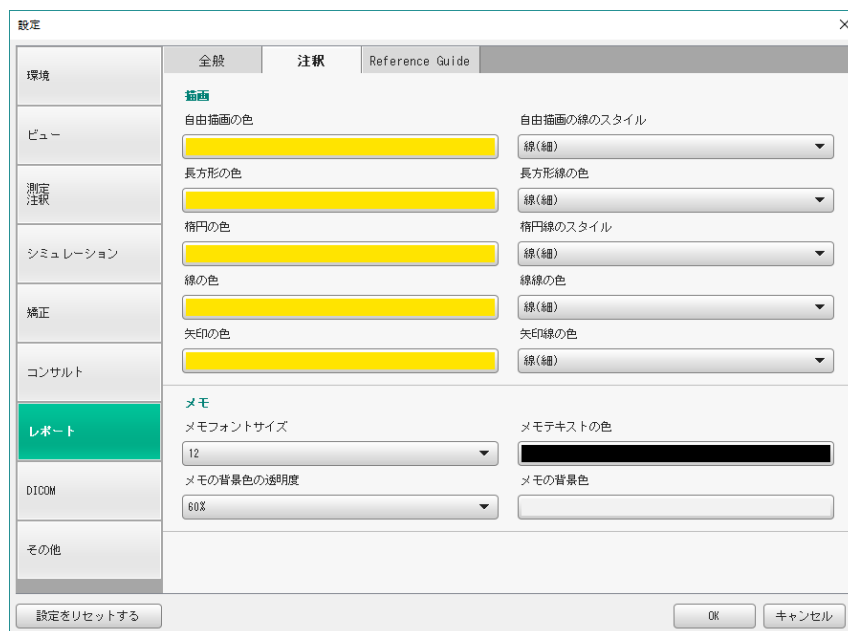 設定
環境
ビュー
測定
注釈
シミュレーション
矯正
コンサルト
レポート
DICOM
その他
設定をリセットする
全般
注釈
Reference Guide
描画
自由描画の色
自由描画の線のスタイル
線(細)
長方形の色
長方形線の色
線(細)
楕円の色
楕円線のスタイル
線(細)
線の色
線線の色
線(細)
矢印の色
矢印線の色
線(細)
メモ
メモフォントサイズ
メモテキストの色
12
メモの背景色の透明度
メモの背景色
60%
OK
キャンセル